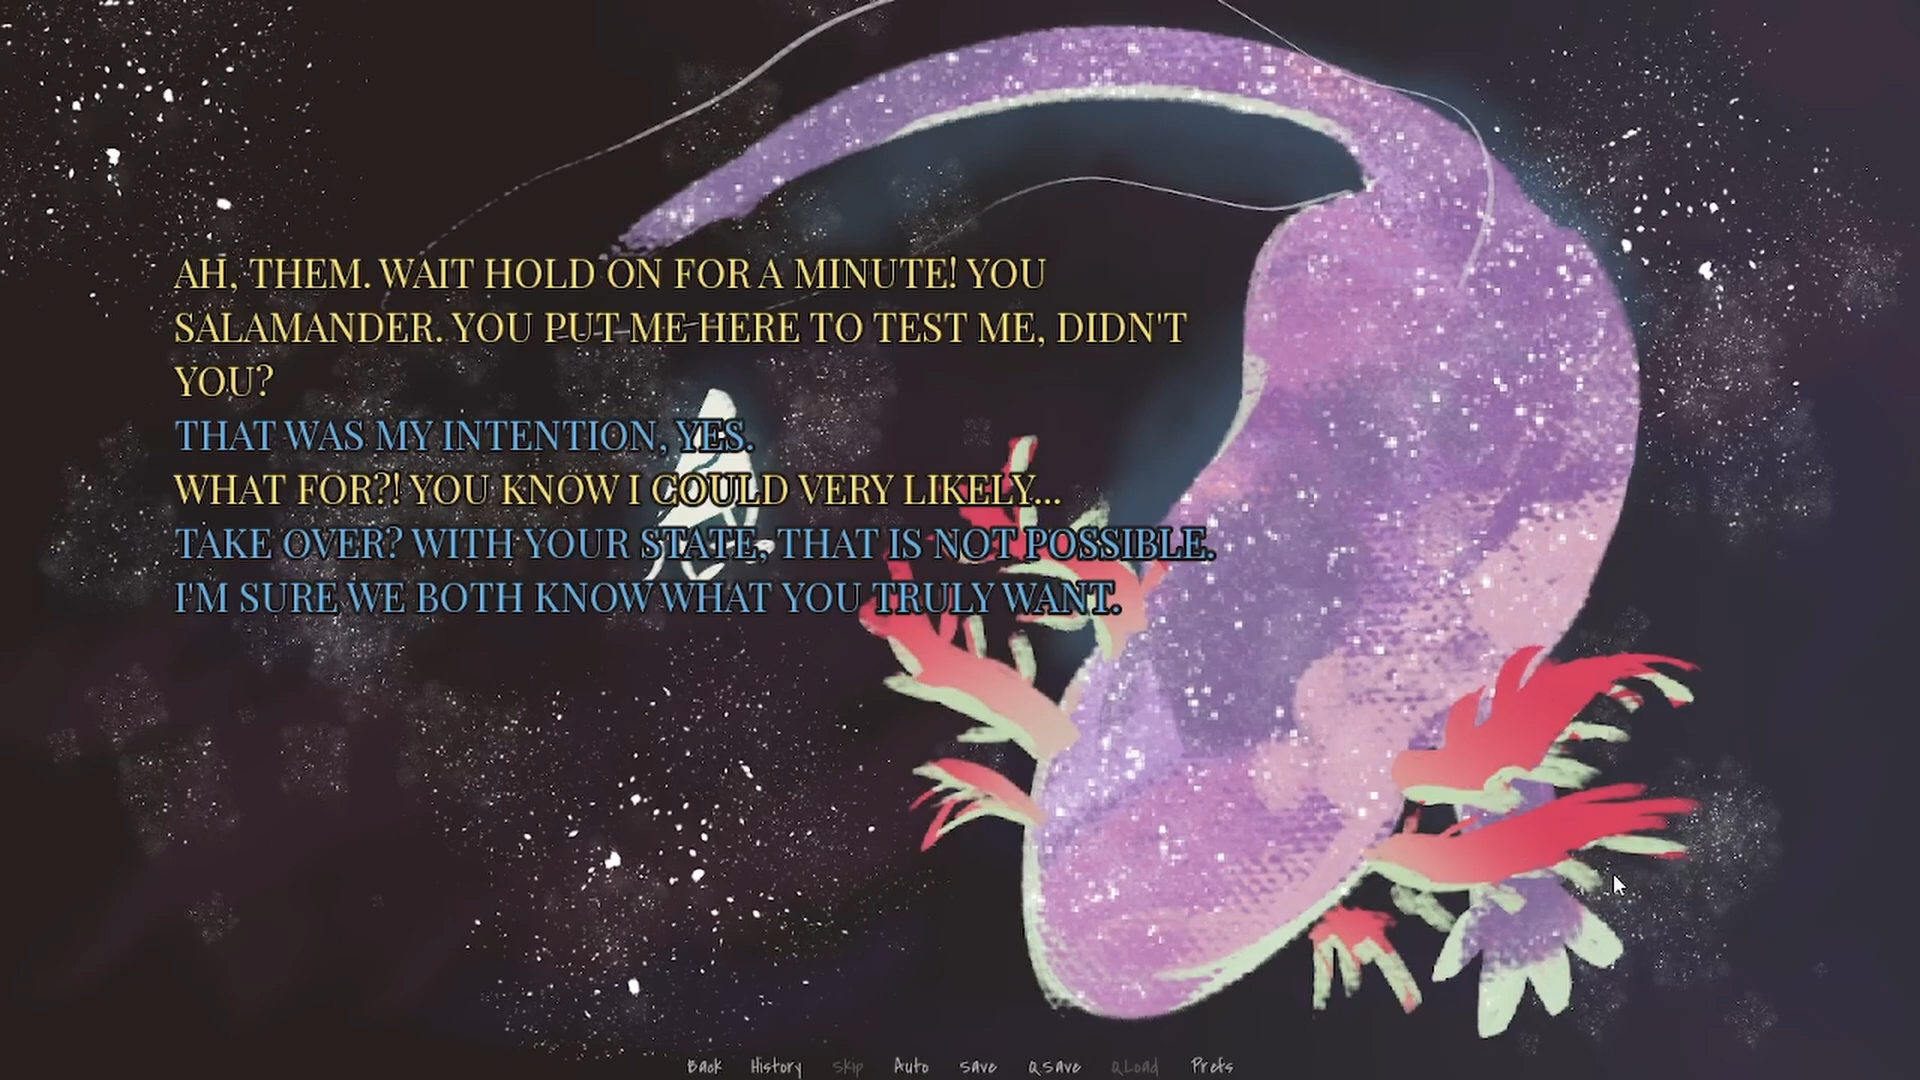 AH, THEM. WAIT HOLD ON FOR A MINUTE! YOU
SALAMANDER. YOU PUT ME HERE TO TEST ME, DIDN'T
YOU?
THAT WAS MY INTENTION, YES.
WHAT FOR?! YOU KNOW I COULD VERY LIKELY...
TAKE OVER? WITH YOUR STATE, THAT IS NOT POSSIBLE.
I'M SURE WE BOTH KNOW WHAT YOU TRULY WANT.
Back History Skip Auto Save Q.Save Q.Load Prefs